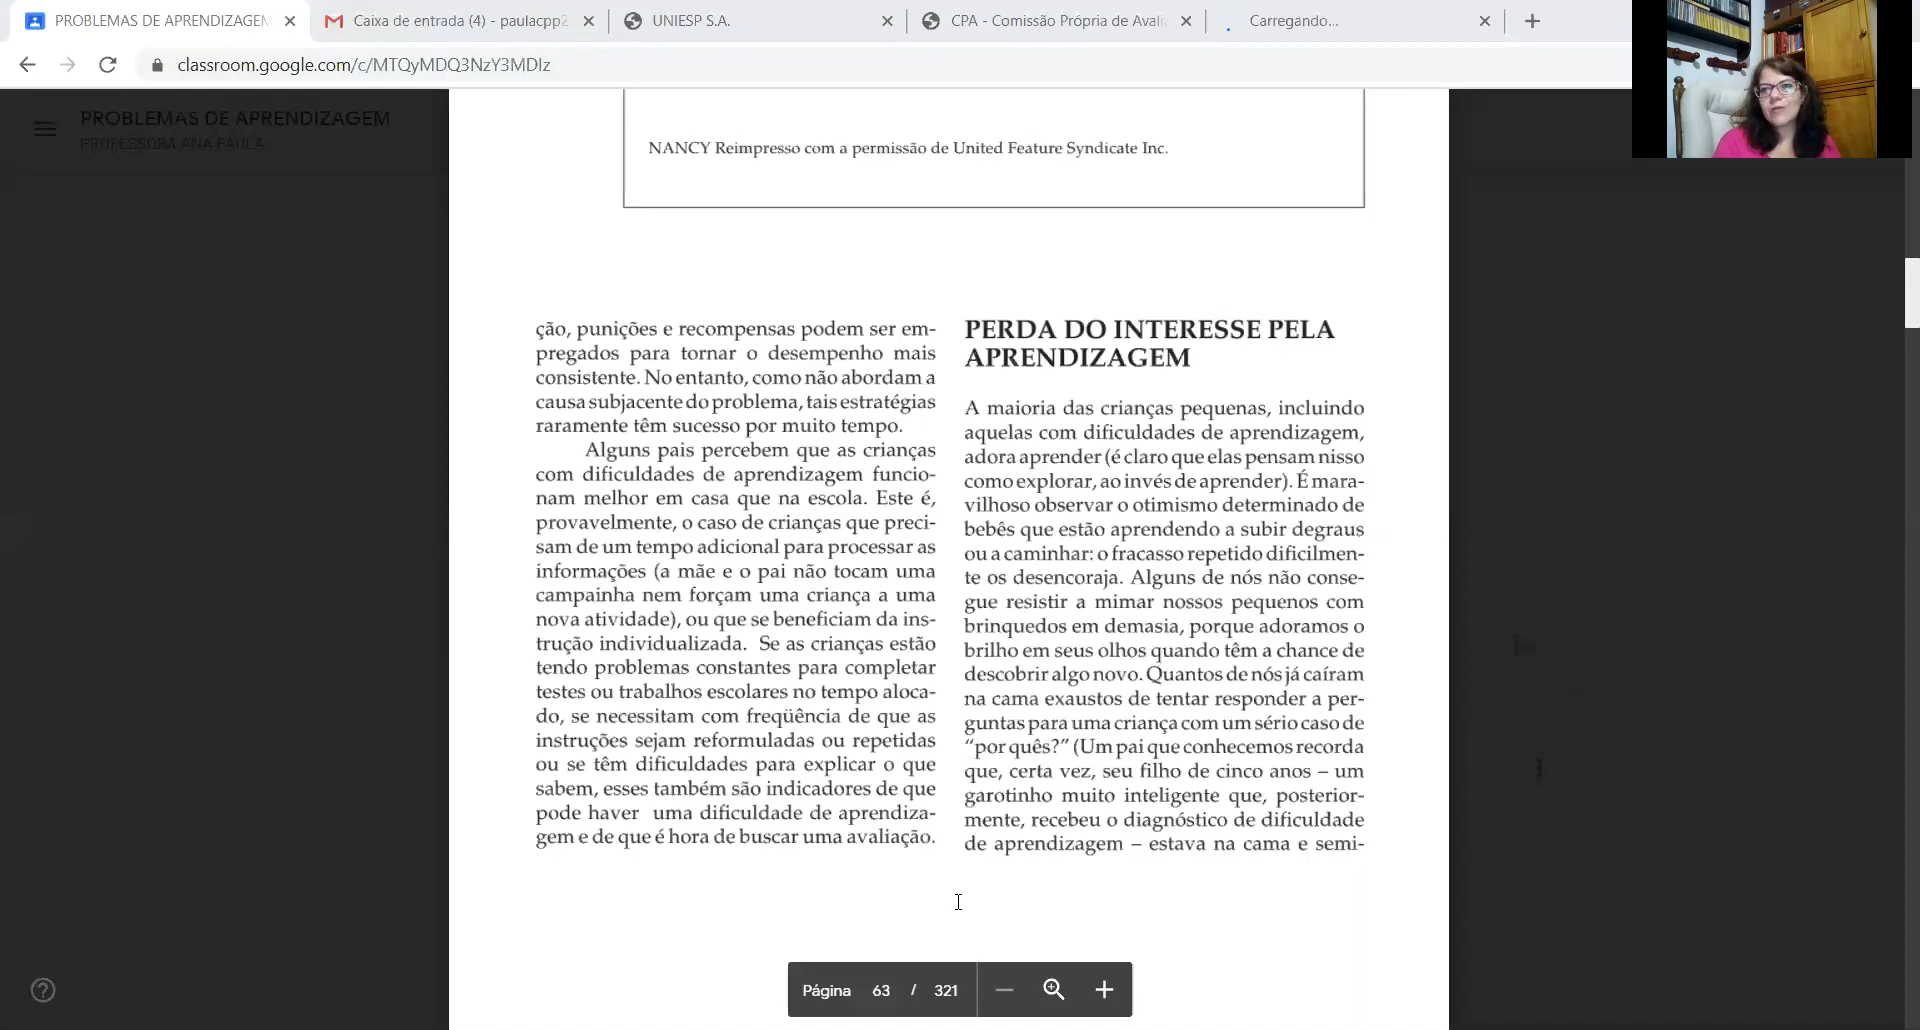 PROBLEMAS DE APRENDIZAGEM
Caixa de entrada (4) - paulacpp2
UNIESP S.A.
CPA - Comissão Própria de Avali
Carregando...
classroom.google.com/c/MTQyMDQ3NzY3MDIz
PROBLEMAS DE APRENDIZAGEM
PROFESSORA ANA PAULA
NANCY Reimpresso com a permissão de United Feature Syndicate Inc.
ção, punições e recompensas podem ser em-
pregados para tornar o desempenho mais
consistente. No entanto, como não abordam a
causa subjacente do problema, tais estratégias
raramente têm sucesso por muito tempo.
Alguns pais percebem que as crianças
com dificuldades de aprendizagem funcio-
nam melhor em casa que na escola. Este é,
provavelmente, o caso de crianças que preci-
sam de um tempo adicional para processar as
informações (a mãe e o pai não tocam uma
campainha nem forçam uma criança a uma
nova atividade), ou que se beneficiam da ins-
trução individualizada. Se as crianças estão
tendo problemas constantes para completar
testes ou trabalhos escolares no tempo aloca-
do, se necessitam com freqüência de que as
instruções sejam reformuladas ou repetidas
ou se têm dificuldades para explicar o que
sabem, esses também são indicadores de que
pode haver uma dificuldade de aprendiza-
gem e de que é hora de buscar uma avaliação.
PERDA DO INTERESSE PELA
APRENDIZAGEM
A maioria das crianças pequenas, incluindo
aquelas com dificuldades de aprendizagem,
adora aprender (é claro que elas pensam nisso
como explorar, ao invés de aprender). É mara-
vilhoso observar o otimismo determinado de
bebês que estão aprendendo a subir degraus
ou a caminhar: o fracasso repetido dificilmen-
te os desencoraja. Alguns de nós não conse-
gue resistir a mimar nossos pequenos com
brinquedos em demasia, porque adoramos o
brilho em seus olhos quando têm a chance de
descobrir algo novo. Quantos de nós já caíram
na cama exaustos de tentar responder a per-
guntas para uma criança com um sério caso de
“por quês?” (Um pai que conhecemos recorda
que, certa vez, seu filho de cinco anos – um
garotinho muito inteligente que, posterior-
mente, recebeu o diagnóstico de dificuldade
de aprendizagem – estava na cama e semi-
Página 63 / 321